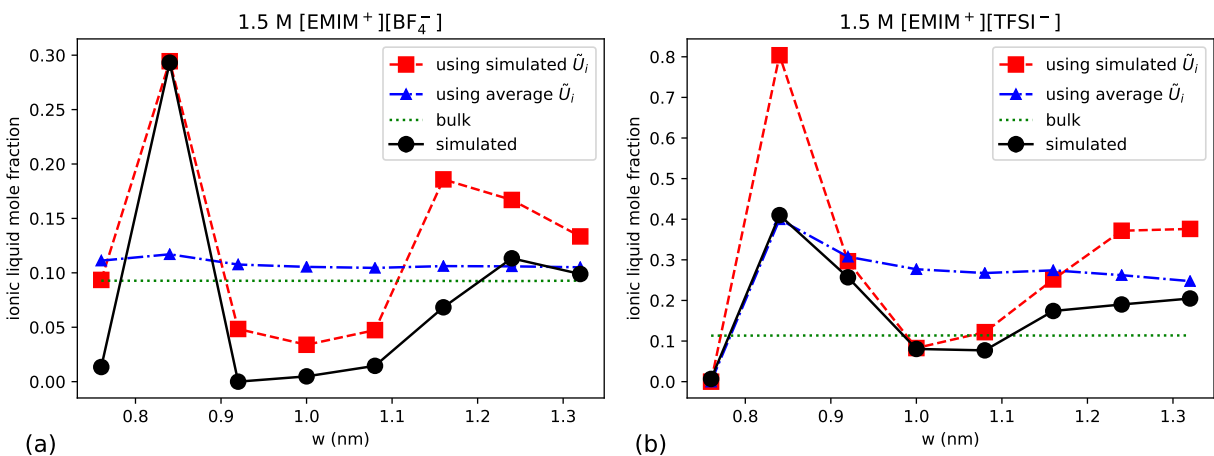 1.5 M [EMIM⁺][BF₄⁻]
ionic liquid mole fraction
0.30
0.25
0.20
0.15
0.10
0.05
0.00
using simulated Ũᵢ
using average Ũᵢ
bulk
simulated
0.8 0.9 1.0 1.1 1.2 1.3
w (nm)
(a)
1.5 M [EMIM⁺][TFSI⁻]
ionic liquid mole fraction
0.8
0.7
0.6
0.5
0.4
0.3
0.2
0.1
0.0
using simulated Ũᵢ
using average Ũᵢ
bulk
simulated
0.8 0.9 1.0 1.1 1.2 1.3
w (nm)
(b)